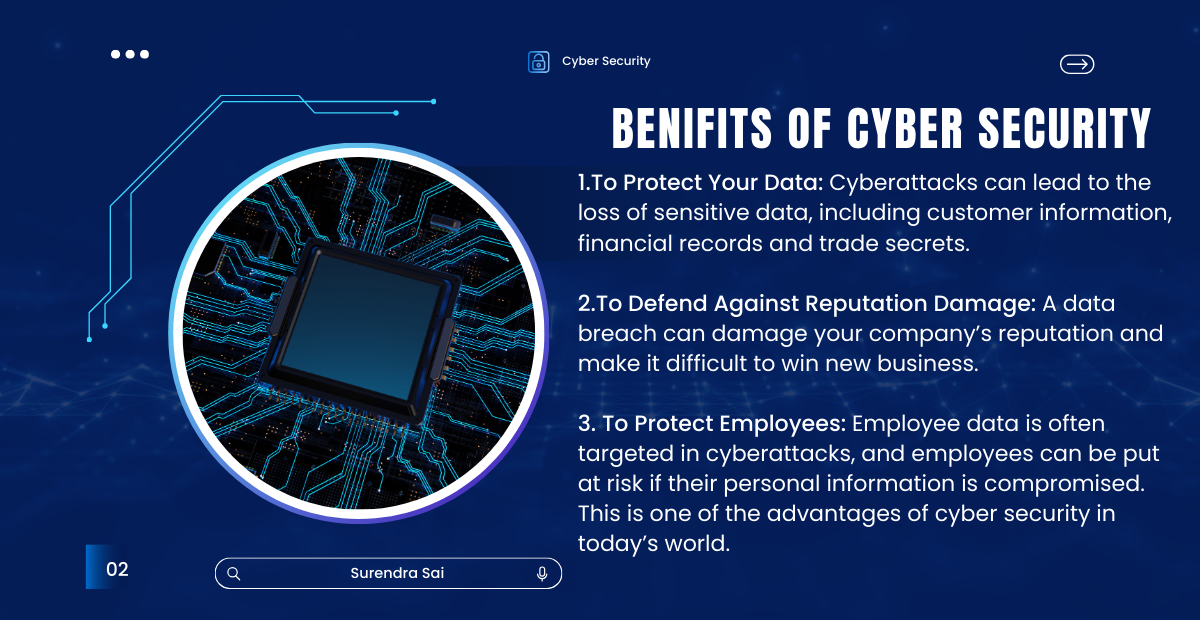 Cyber Security
BENIFITS OF CYBER SECURITY
1.To Protect Your Data: Cyberattacks can lead to the
loss of sensitive data, including customer information,
financial records and trade secrets.
2.To Defend Against Reputation Damage: A data
breach can damage your company’s reputation and
make it difficult to win new business.
3. To Protect Employees: Employee data is often
targeted in cyberattacks, and employees can be put
at risk if their personal information is compromised.
This is one of the advantages of cyber security in
today’s world.
02
Surendra Sai